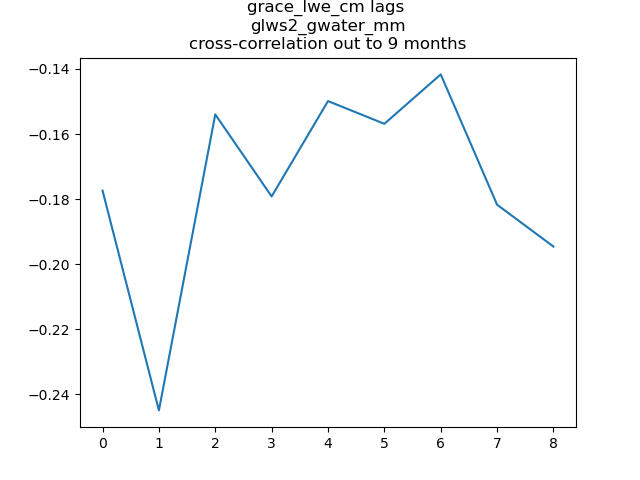 grace_lwe_cm lags
glws2_gwater_mm
cross-correlation out to 9 months
−0.14
−0.16
−0.18
−0.20
−0.22
−0.24
0 1 2 3 4 5 6 7 8